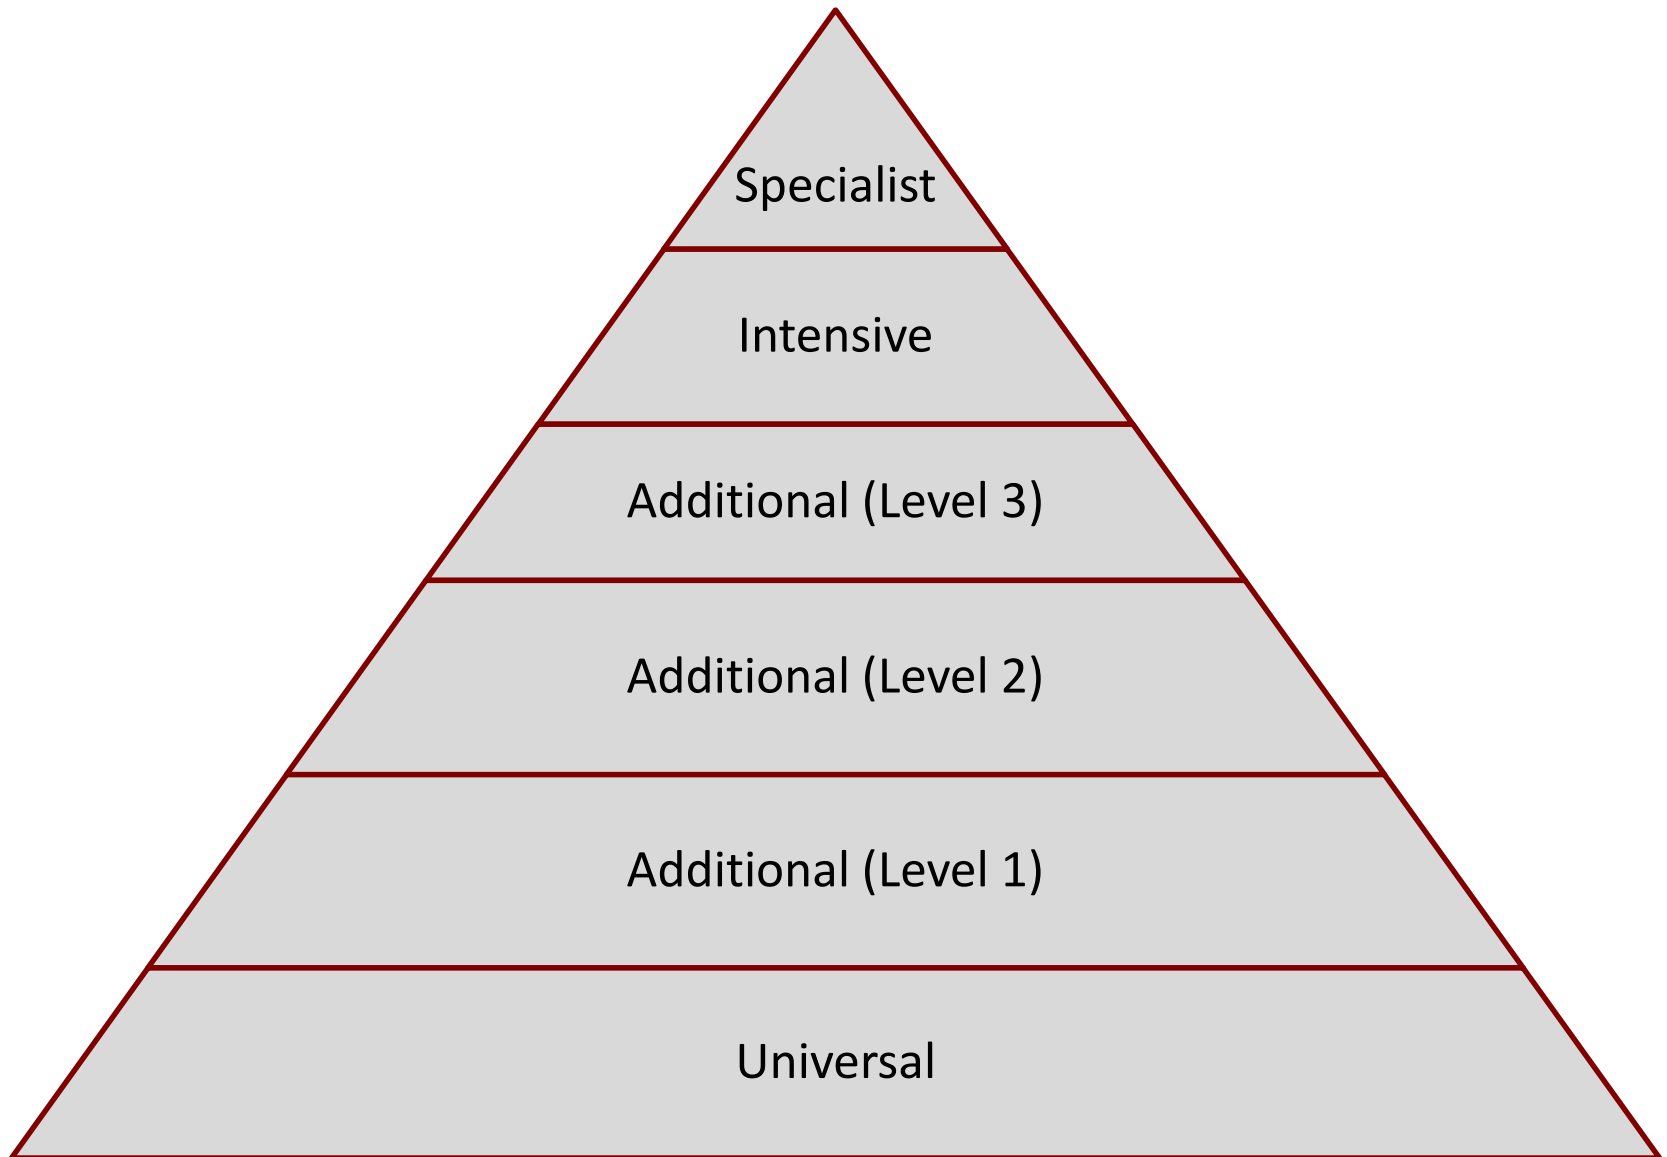 Specialist
Intensive
Additional (Level 3)
Additional (Level 2)
Additional (Level 1)
Universal